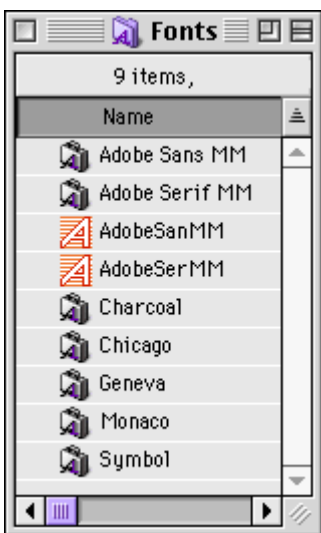 Fonts
9 items,
Name
Adobe Sans MM
Adobe Serif MM
AdobeSanMM
AdobeSerMM
Charcoal
Chicago
Geneva
Monaco
Symbol